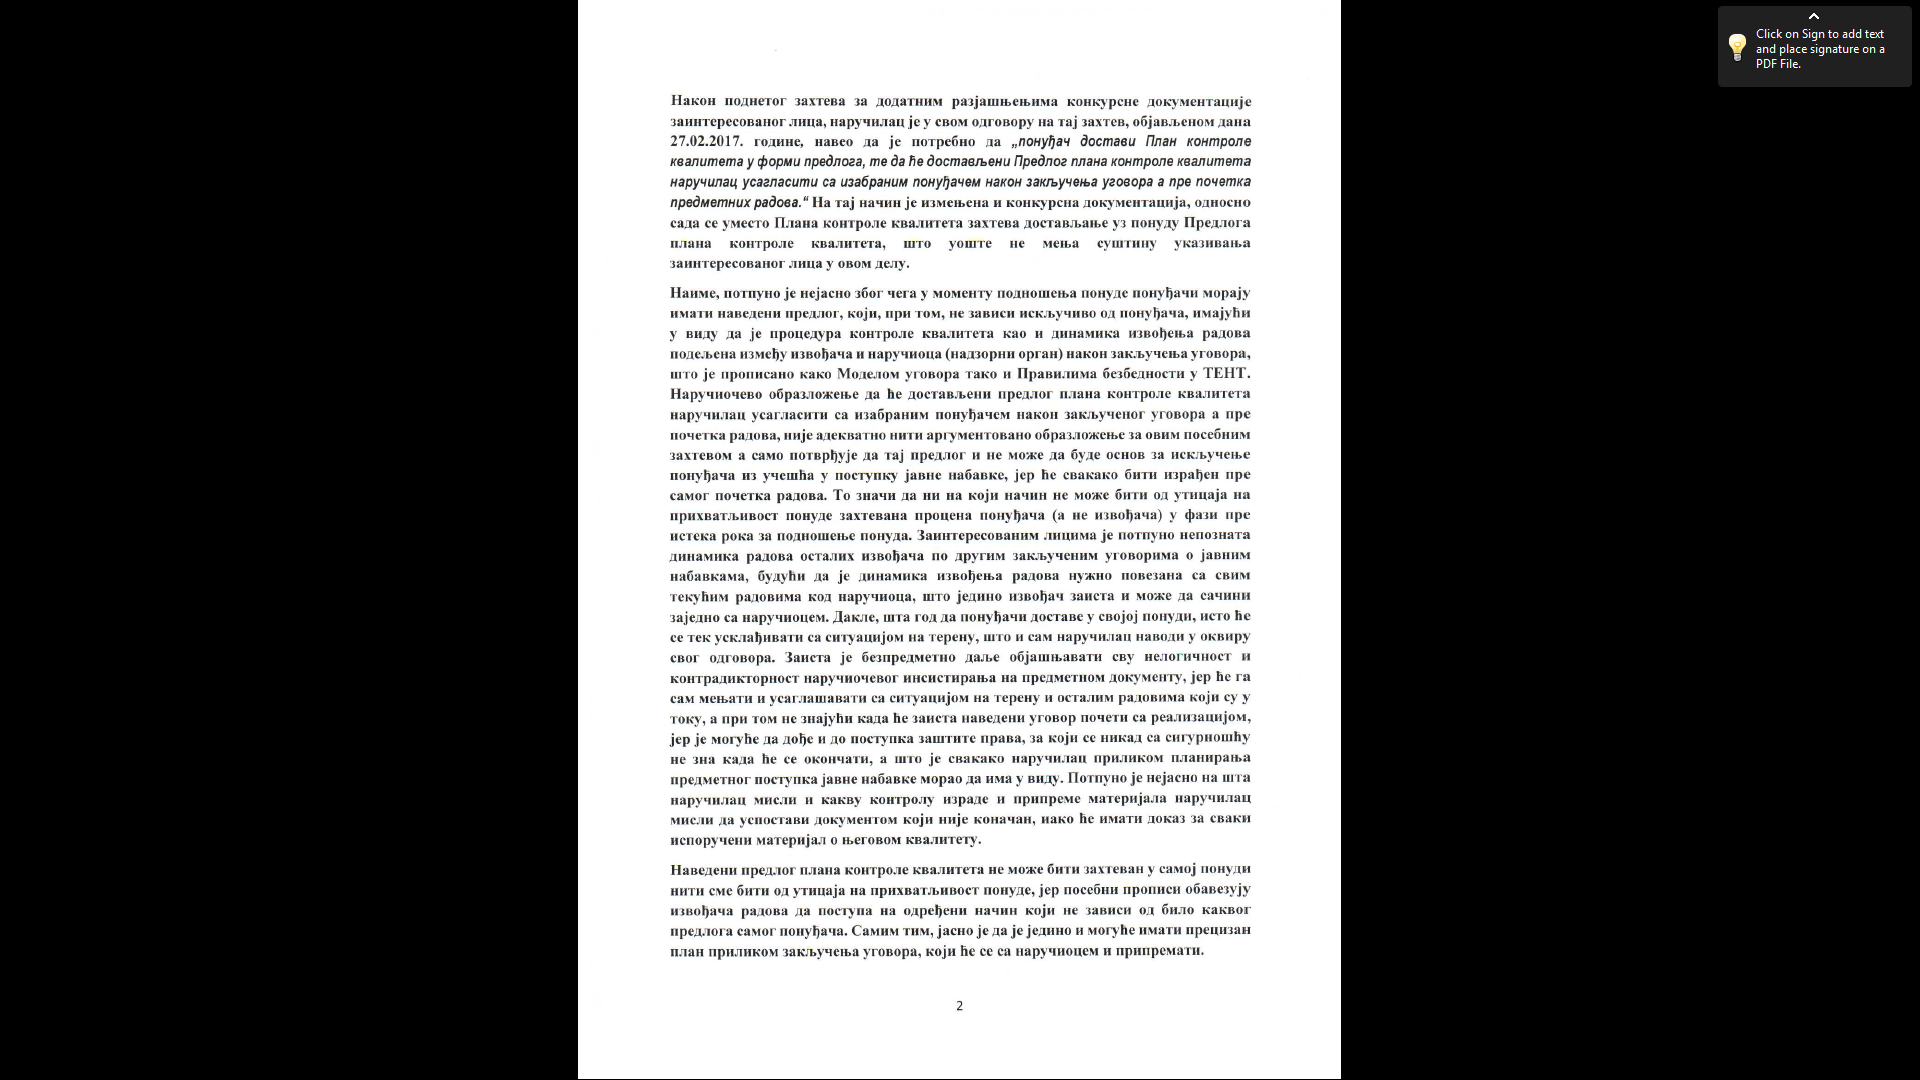 Након поднетог захтева за додатним разјашњењима конкурсне документације
заинтересованог лица, наручилац је у свом одговору на тај захтев, објављеном дана
27.02.2017. године, навео да је потребно да „понуђач достави План контроле
квалитета у форми предлога, те да ће достављени Предлог плана контроле квалитета
наручилац усагласити са изабраним понуђачем након закључења уговора а пре почетка
предметних радова.“ На тај начин је измењена и конкурсна документација, односно
сада се уместо Плана контроле квалитета захтева достављање уз понуду Предлога
плана контроле квалитета, што уоште не мења суштину указивања
заинтересованог лица у овом делу.
Наиме, потпуно је нејасно због чега у моменту подношења понуде понуђачи морају
имати наведени предлог, који, при том, не зависи искључиво од понуђача, имајући
у виду да је процедура контроле квалитета као и динамика извођења радова
подељена између извођача и наручиоца (надзорни орган) након закључења уговора,
што је прописано како Моделом уговора тако и Правилима безбедности у ТЕНТ.
Наручиочево образложење да ће достављени предлог плана контроле квалитета
наручилац усагласити са изабраним понуђачем након закљученог уговора а пре
почетка радова, није адекватно нити аргументовано образложење за овим посебним
захтевом а само потврђује да тај предлог и не може да буде основ за искључење
понуђача из учешћа у поступку јавне набавке, јер ће свакако бити израђен пре
самог почетка радова. То значи да ни на који начин не може бити од утицаја на
прихватљивост понуде захтевана процена понуђача (а не извођача) у фази пре
истека рока за подношење понуда. Заинтересованим лицима је потпуно непозната
динамика радова осталих извођача по другим закљученим уговорима о јавним
набавкама, будући да је динамика извођења радова нужно повезана са свим
текућим радовима код наручиоца, што једино извођач заиста и може да сачини
заједно са наручиоцем. Дакле, шта год да понуђачи доставе у својој понуди, исто ће
се тек усклађивати са ситуацијом на терену, што и сам наручилац наводи у оквиру
свог одговора. Заиста је безпредметно даље објашњавати сву нелогичност и
контрадикторност наручиочевог инсистирања на предметном документу, јер ће га
сам мењати и усаглашавати са ситуацијом на терену и осталим радовима који су у
току, а при том не знајући када ће заиста наведени уговор почети са реализацијом,
јер је могуће да дође и до поступка заштите права, за који се никад са сигурношћу
не зна када ће се окончати, а што је свакако наручилац приликом планирања
предметног поступка јавне набавке морао да има у виду. Потпуно је нејасно на шта
наручилац мисли и какву контролу израде и припреме материјала наручилац
мисли да успостави документом који није коначан, иако ће имати доказ за сваки
испоручени материјал о његовом квалитету.
Наведени предлог плана контроле квалитета не може бити захтеван у самој понуди
нити сме бити од утицаја на прихватљивост понуде, јер посебни прописи обавезују
извођача радова да поступа на одређени начин који не зависи од било каквог
предлога самог понуђача. Самим тим, јасно је да је једино и могуће имати прецизан
план приликом закључења уговора, који ће се са наручиоцем и припремати.
2
Click on Sign to add text
and place signature on a
PDF File.